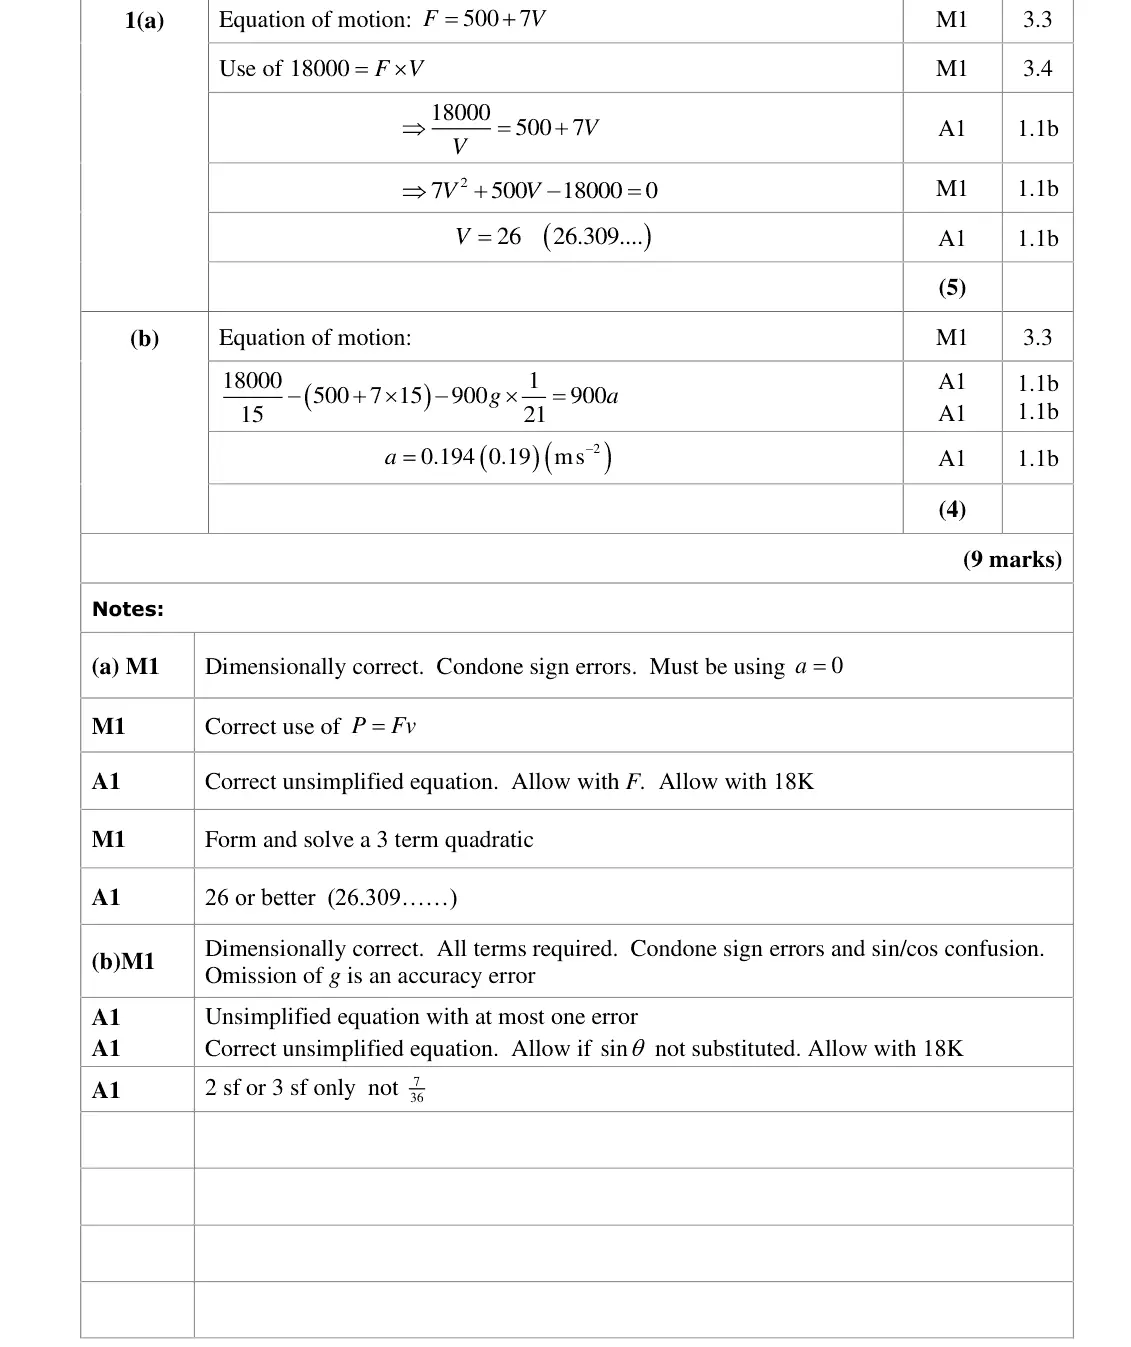 1(a) Equation of motion: F = 500 + 7V M1 3.3
Use of 18000 = F × V M1 3.4
⇒ 18000/V = 500 + 7V A1 1.1b
⇒ 7V² + 500V − 18000 = 0 M1 1.1b
V = 26 (26.309....) A1 1.1b
(5)
(b) Equation of motion: M1 3.3
18000/15 − (500 + 7 × 15) − 900g × 1/21 = 900a A1 1.1b
A1 1.1b
a = 0.194 (0.19) (m s⁻²) A1 1.1b
(4)
(9 marks)
Notes:
(a) M1 Dimensionally correct. Condone sign errors. Must be using a = 0
M1 Correct use of P = Fv
A1 Correct unsimplified equation. Allow with F. Allow with 18K
M1 Form and solve a 3 term quadratic
A1 26 or better (26.309……)
(b)M1 Dimensionally correct. All terms required. Condone sign errors and sin/cos confusion.
Omission of g is an accuracy error
A1 Unsimplified equation with at most one error
A1 Correct unsimplified equation. Allow if sin θ not substituted. Allow with 18K
A1 2 sf or 3 sf only not 7/36